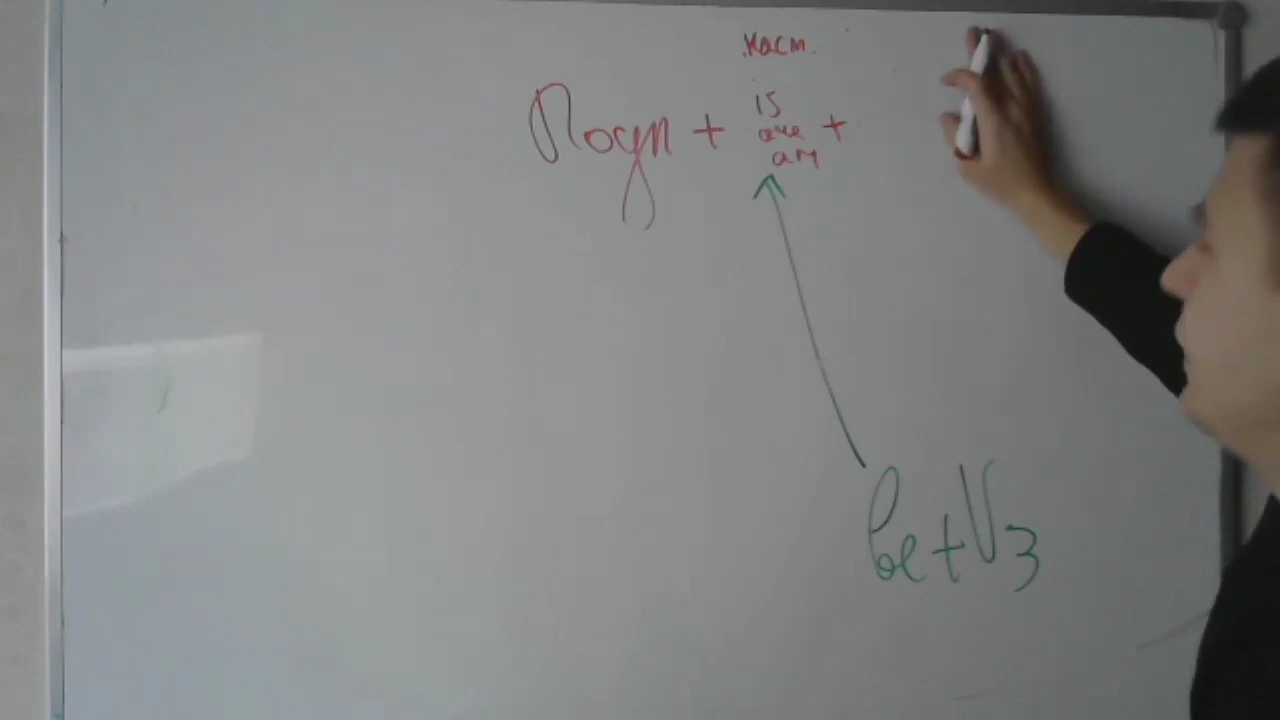 наст.
Подл + is + 
are
am
be + V3